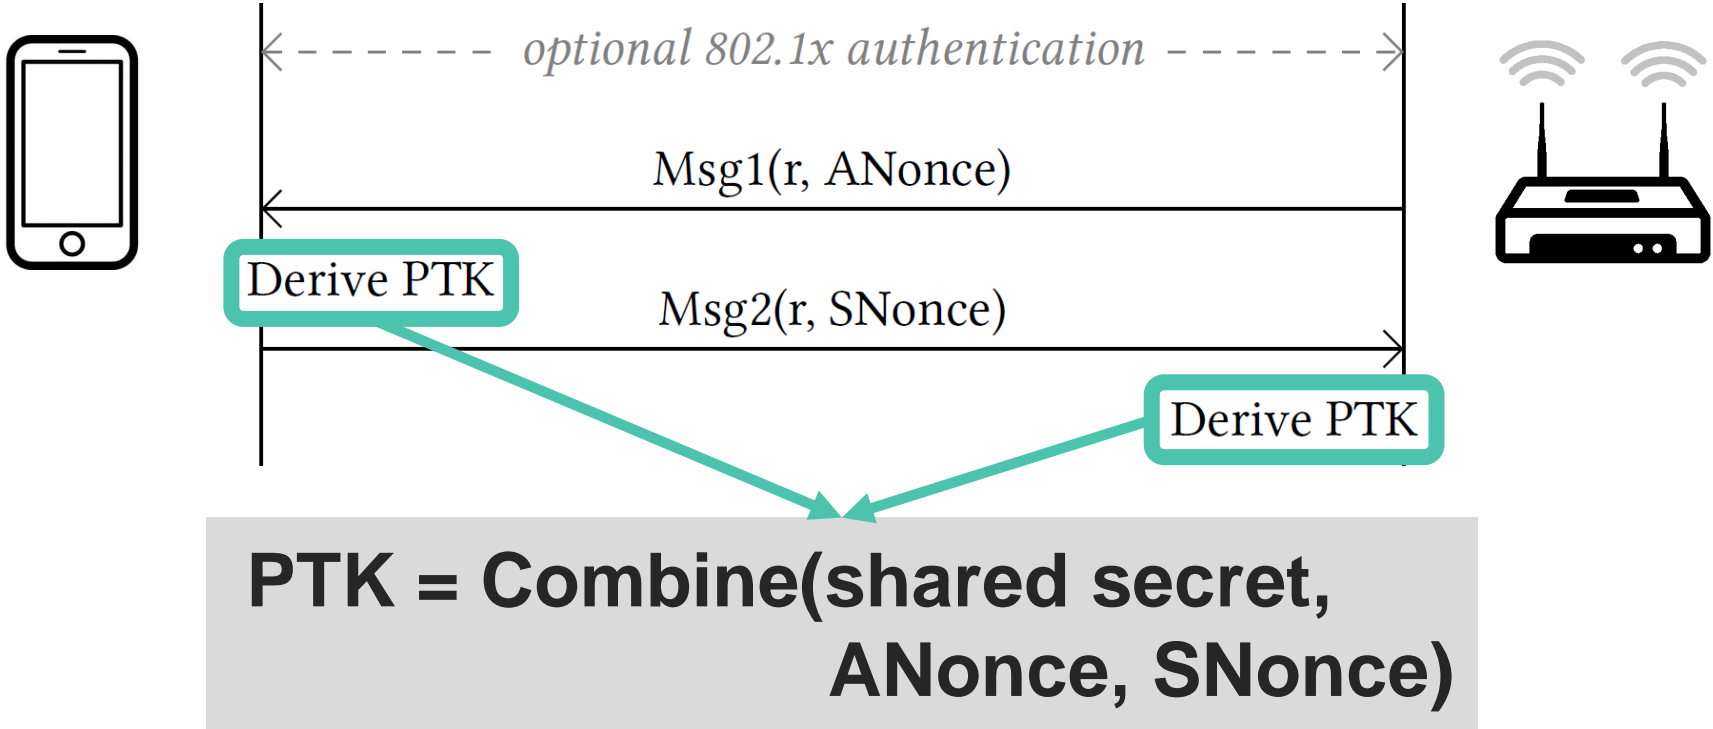 optional 802.1x authentication
Msg1(r, ANonce)
Derive PTK
Msg2(r, SNonce)
Derive PTK
PTK = Combine(shared secret,
ANonce, SNonce)